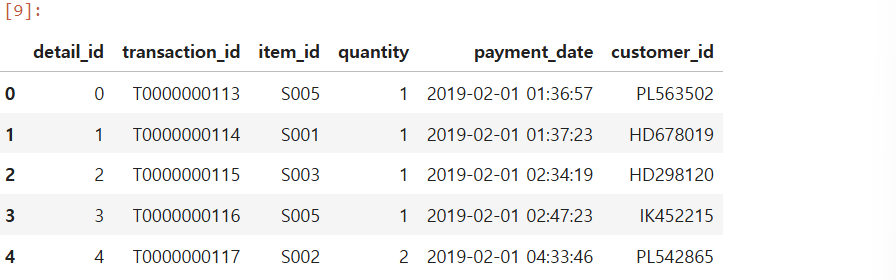 [9]:
detail_id transaction_id item_id quantity payment_date customer_id
0 0 T0000000113 S005 1 2019-02-01 01:36:57 PL563502
1 1 T0000000114 S001 1 2019-02-01 01:37:23 HD678019
2 2 T0000000115 S003 1 2019-02-01 02:34:19 HD298120
3 3 T0000000116 S005 1 2019-02-01 02:47:23 IK452215
4 4 T0000000117 S002 2 2019-02-01 04:33:46 PL542865